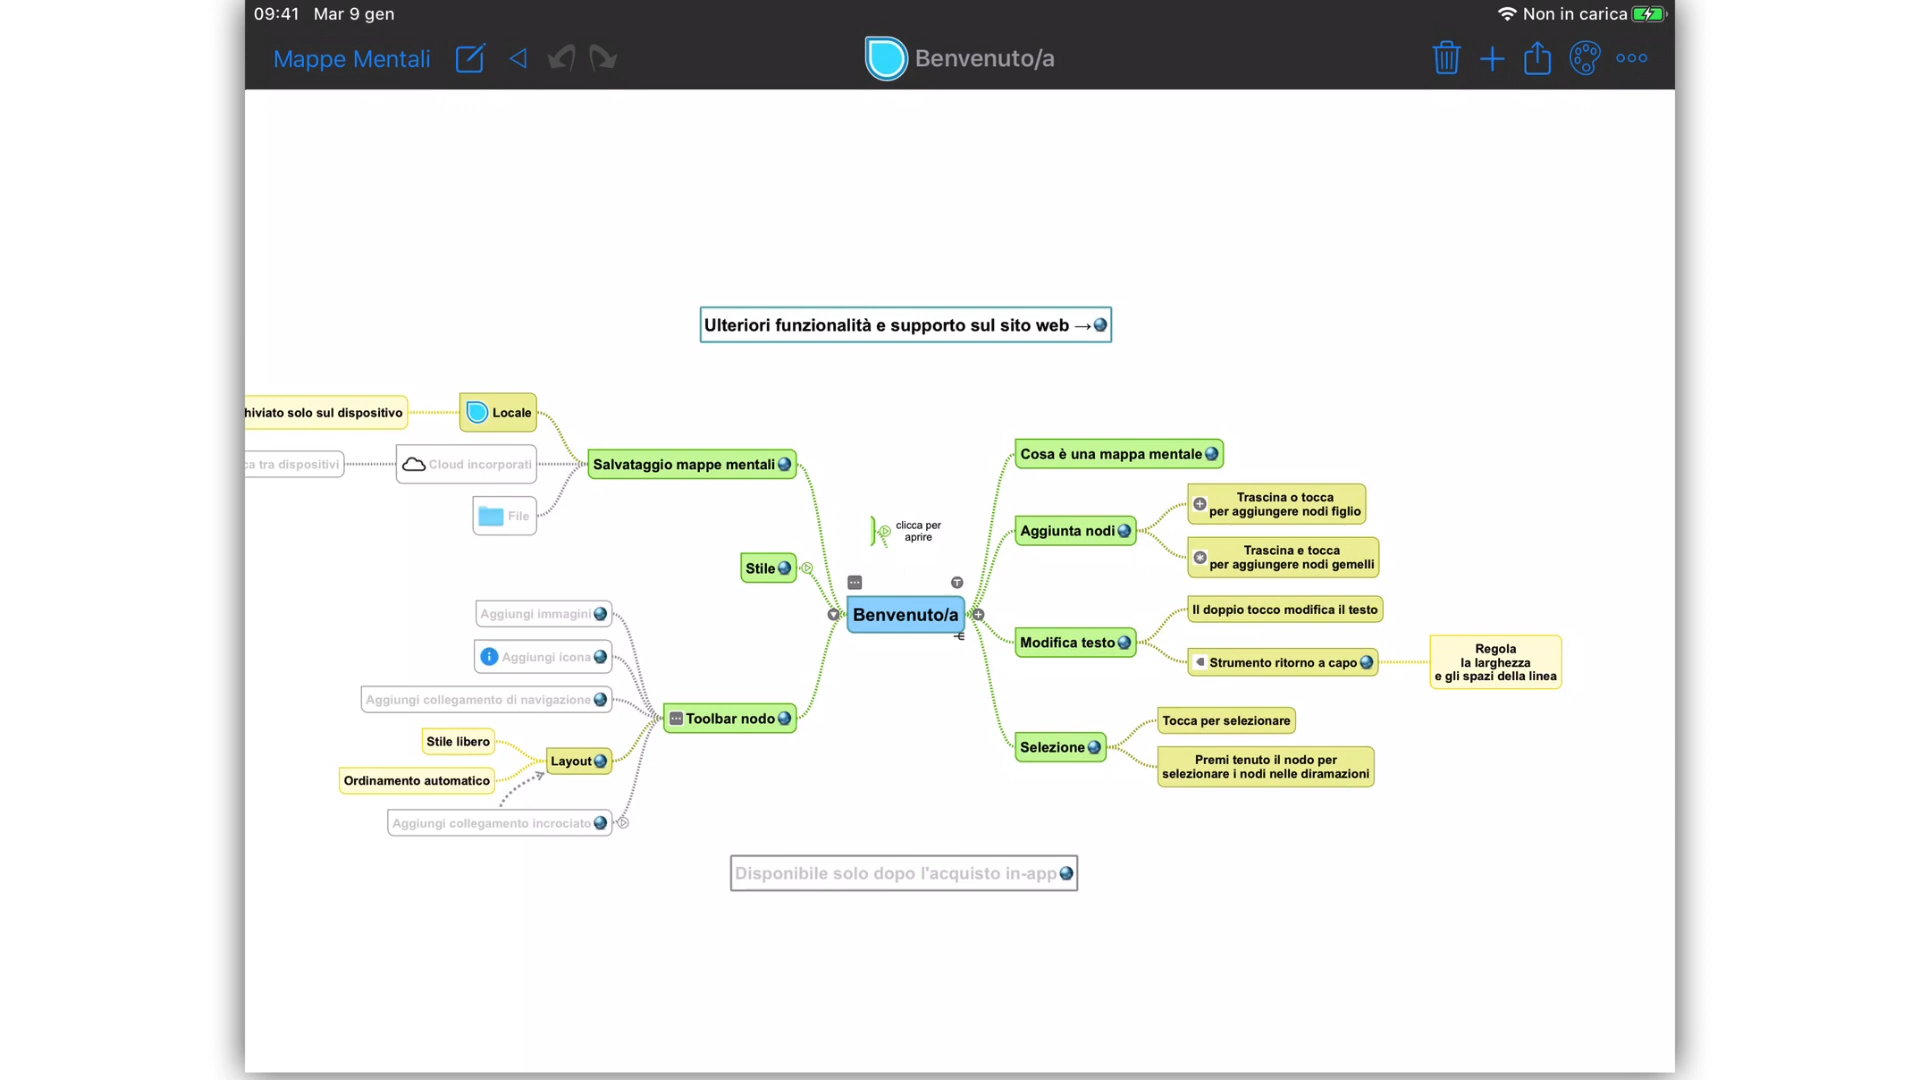 09:41 Mar 9 gen
Non in carica
Mappe Mentali
Benvenuto/a
Ulteriori funzionalità e supporto sul sito web →
solo sul dispositivo
Locale
tra dispositivi
Cloud incorporati
File
Salvataggio mappe mentali
Stile
clicca per
aprire
Benvenuto/a
Aggiungi immagini
Aggiungi icona
Aggiungi collegamento di navigazione
Stile libero
Layout
Ordinamento automatico
Aggiungi collegamento incrociato
Toolbar nodo
Cosa è una mappa mentale
Aggiunta nodi
Trascina o tocca
per aggiungere nodi figlio
Trascina e tocca
per aggiungere nodi gemelli
Modifica testo
Il doppio tocco modifica il testo
Strumento ritorno a capo
Regola
la larghezza
e gli spazi della linea
Selezione
Tocca per selezionare
Premi tenuto il nodo per
selezionare i nodi nelle diramazioni
Disponibile solo dopo l'acquisto in-app